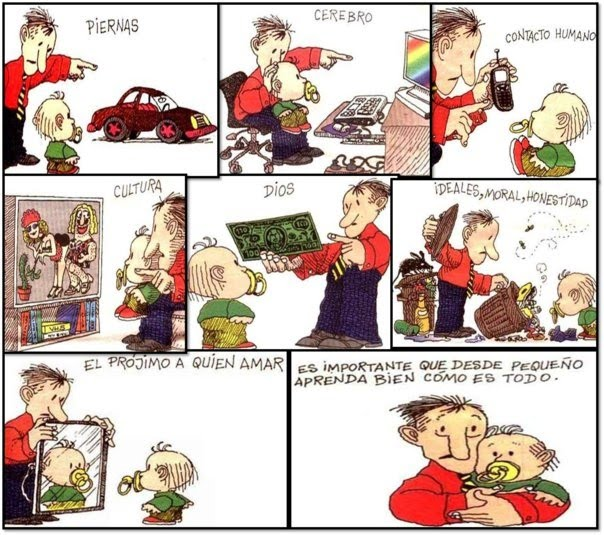 PIERNAS
CEREBRO
CONTACTO HUMANO
CULTURA
DIOS
IDEALES, MORAL, HONESTIDAD
EL PRÓJIMO A QUIEN AMAR
ES IMPORTANTE QUE DESDE PEQUEÑO
APRENDA BIEN CÓMO ES TODO.